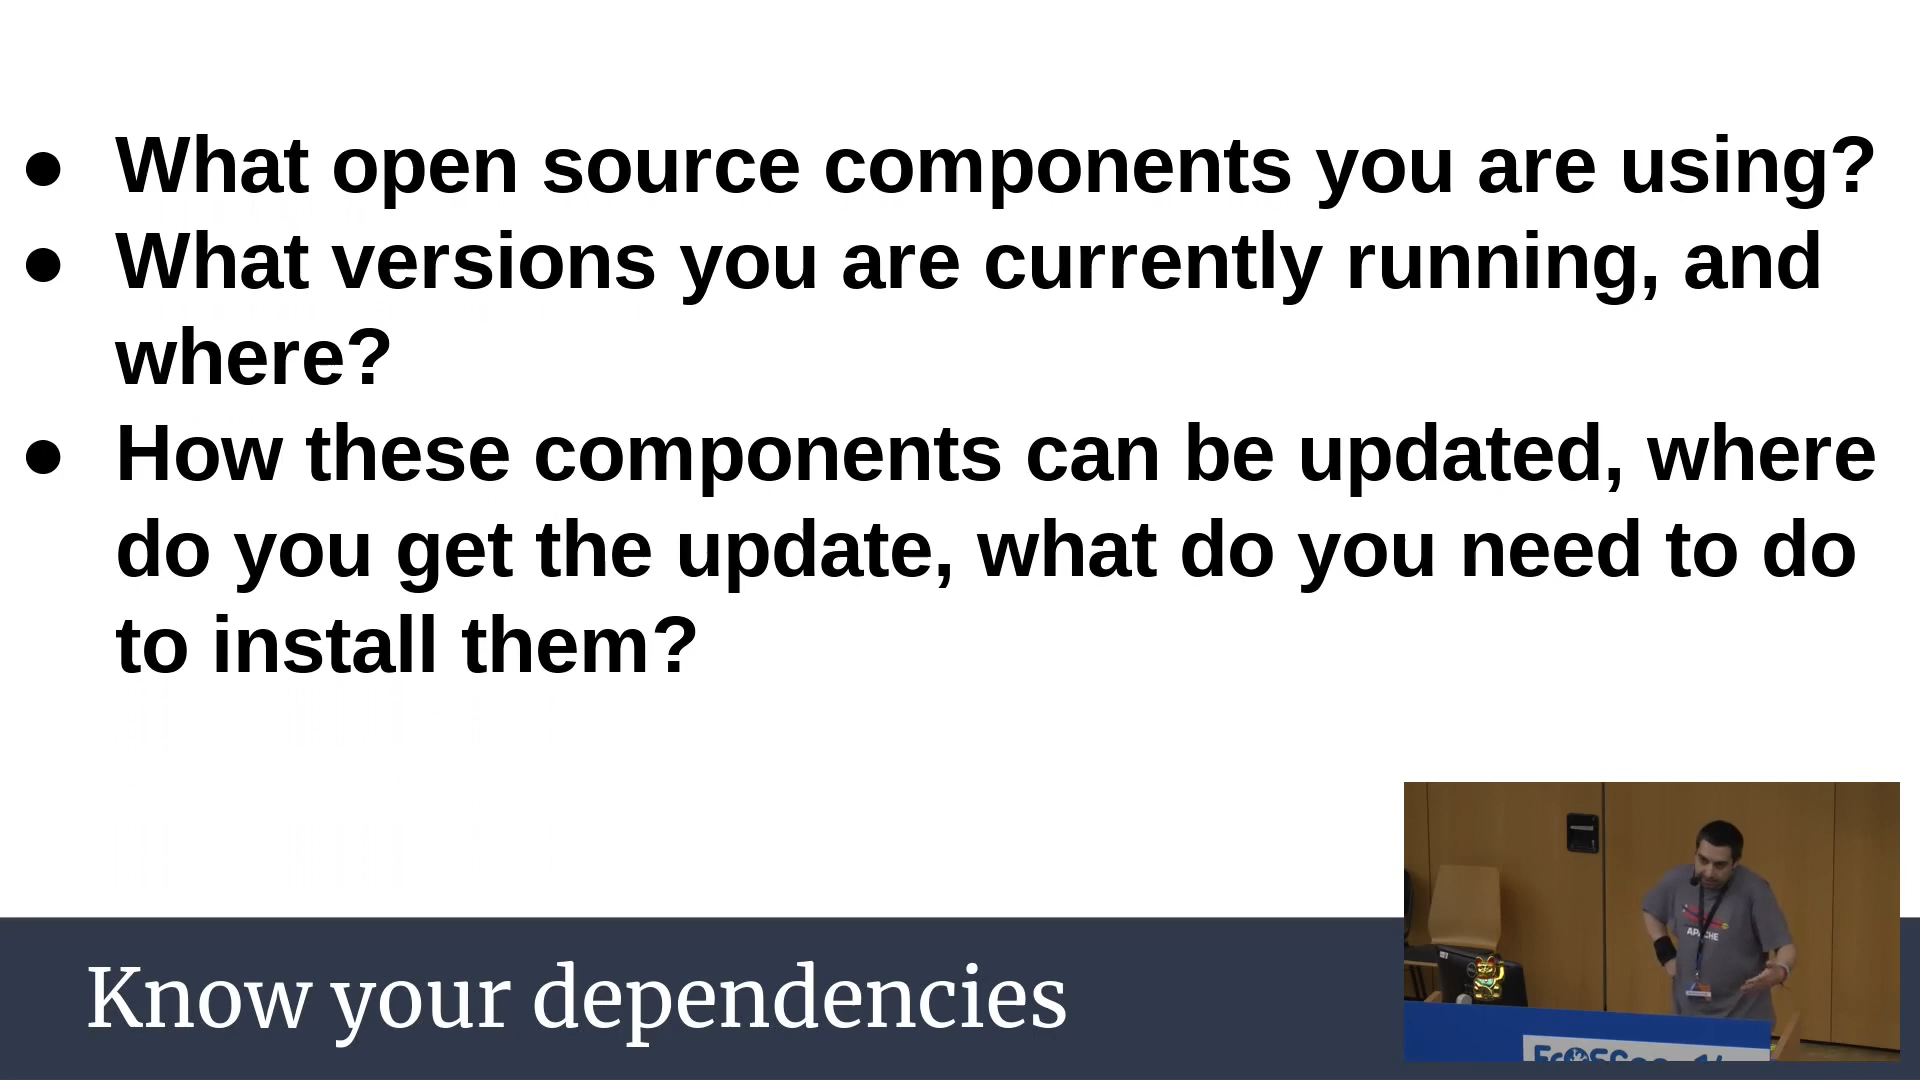 ● What open source components you are using?
● What versions you are currently running, and
where?
● How these components can be updated, where
do you get the update, what do you need to do
to install them?
Know your dependencies
APACHE